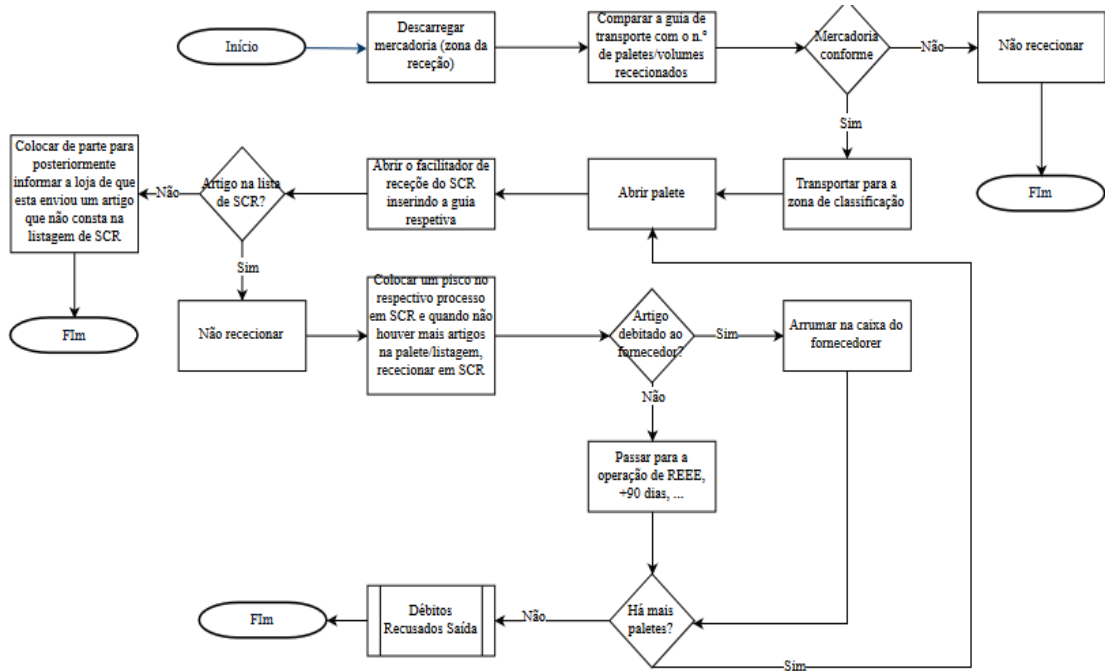 Início
Descarregar
mercadoria (zona da
receção)
Comparar a guia de
transporte com o n.º
de paletes/volumes
rececionados
Mercadoria
conforme
Não
Não rececionar
Sim
Colocar de parte para
posteriormente
informar a loja de que
esta enviou um artigo
que não consta na
listagem de SCR
Não
Artigo na lista
de SCR?
Abrir o facilitador de
receçõe do SCR
inserindo a guia
respetiva
Abrir palete
Transportar para a
zona de classificação
FIm
Sim
FIm
Não rececionar
Colocar um pisco no
respectivo processo
em SCR e quando não
houver mais artigos
na palete/listagem,
rececionar em SCR
Artigo
debitado ao
fornecedor?
Sim
Arrumar na caixa do
fornecedorer
Não
Passar para a
operação de REEE,
+90 dias, ...
FIm
Débitos
Recusados Saída
Não
Há mais
paletes?
Sim